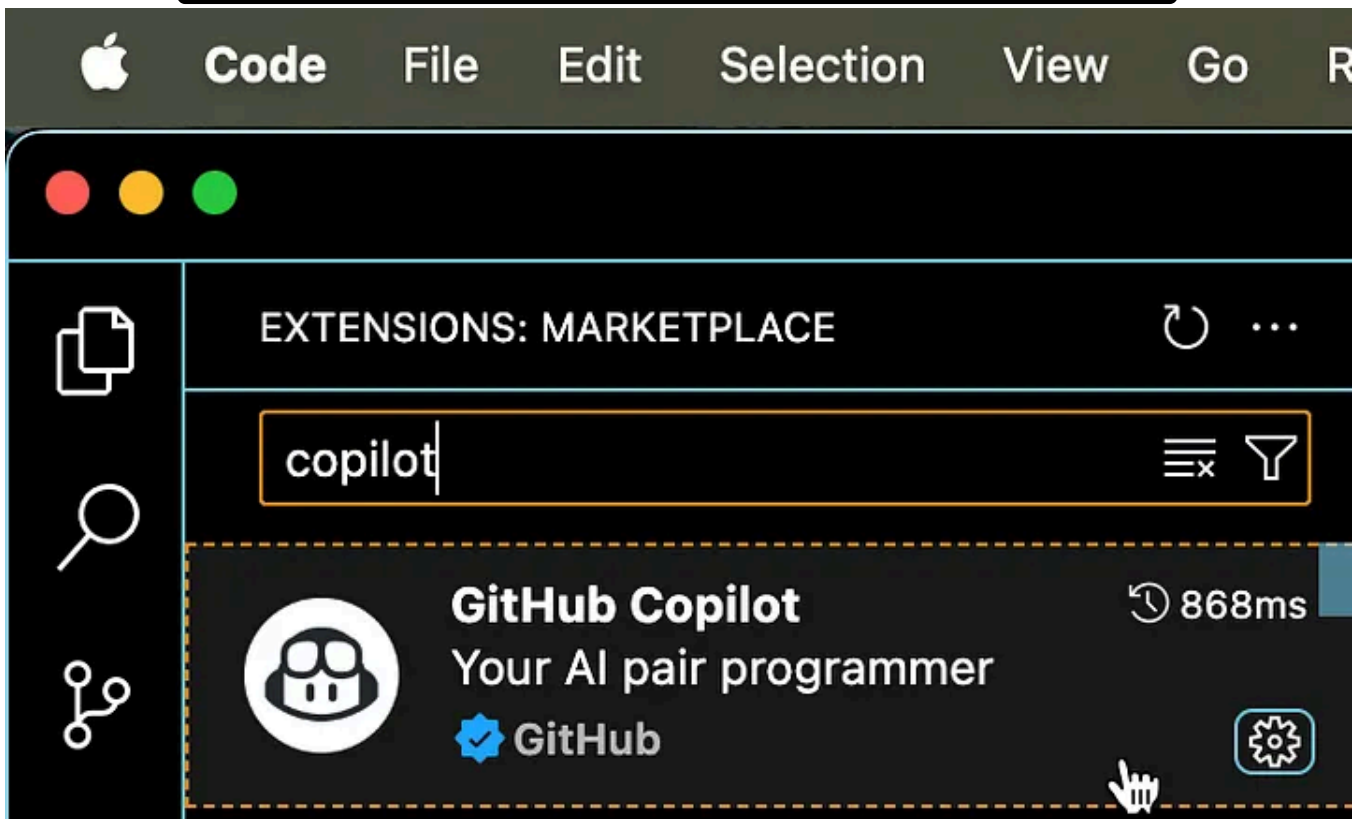 Code File Edit Selection View Go R
EXTENSIONS: MARKETPLACE
copilot
GitHub Copilot 868ms
Your AI pair programmer
GitHub